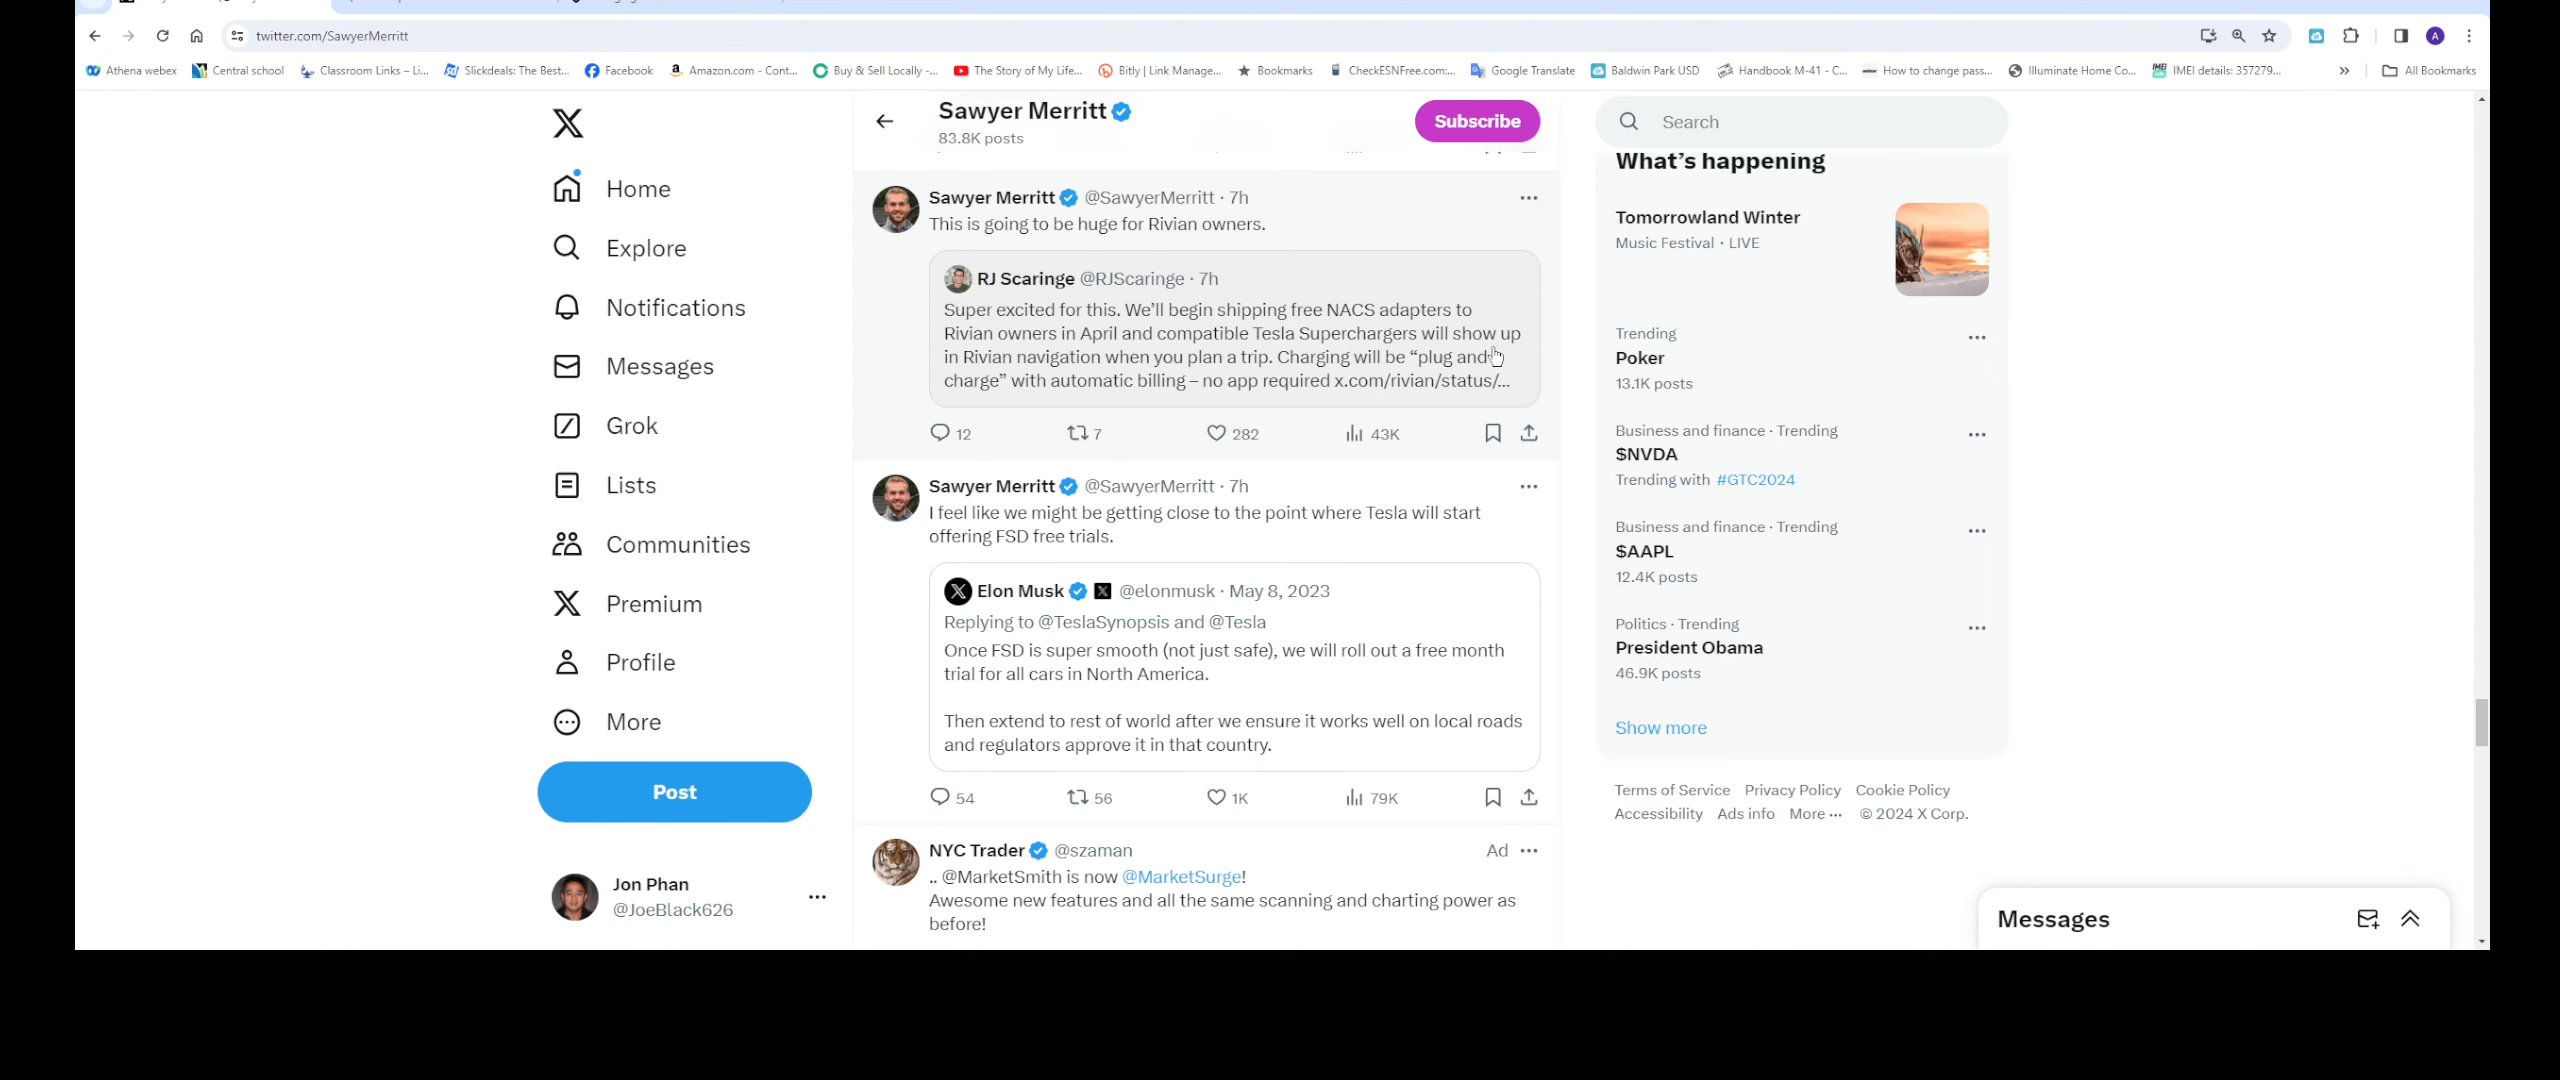 twitter.com/SawyerMerritt
Athena webex
Central school
Classroom Links – Li...
Slickdeals: The Best...
Facebook
Amazon.com - Cont...
Buy & Sell Locally -...
The Story of My Life...
Bitly | Link Manage...
Bookmarks
CheckESNFree.com:...
Google Translate
Baldwin Park USD
Handbook M-41 - C...
How to change pass...
Illuminate Home Co...
IMEI details: 357279...
All Bookmarks
Home
Explore
Notifications
Messages
Grok
Lists
Communities
Premium
Profile
More
Post
Jon Phan
@JoeBlack626
Sawyer Merritt
83.8K posts
Subscribe
Sawyer Merritt @SawyerMerritt · 7h
This is going to be huge for Rivian owners.
RJ Scaringe @RJScaringe · 7h
Super excited for this. We’ll begin shipping free NACS adapters to
Rivian owners in April and compatible Tesla Superchargers will show up
in Rivian navigation when you plan a trip. Charging will be “plug and
charge” with automatic billing – no app required x.com/rivian/status/...
12 7 282 43K
Sawyer Merritt @SawyerMerritt · 7h
I feel like we might be getting close to the point where Tesla will start
offering FSD free trials.
Elon Musk @elonmusk · May 8, 2023
Replying to @TeslaSynopsis and @Tesla
Once FSD is super smooth (not just safe), we will roll out a free month
trial for all cars in North America.
Then extend to rest of world after we ensure it works well on local roads
and regulators approve it in that country.
54 56 1K 79K
NYC Trader @szaman Ad
.. @MarketSmith is now @MarketSurge!
Awesome new features and all the same scanning and charting power as
before!
Search
What’s happening
Tomorrowland Winter
Music Festival · LIVE
Trending
Poker
13.1K posts
Business and finance · Trending
$NVDA
Trending with #GTC2024
Business and finance · Trending
$AAPL
12.4K posts
Politics · Trending
President Obama
46.9K posts
Show more
Terms of Service Privacy Policy Cookie Policy
Accessibility Ads info More ··· © 2024 X Corp.
Messages